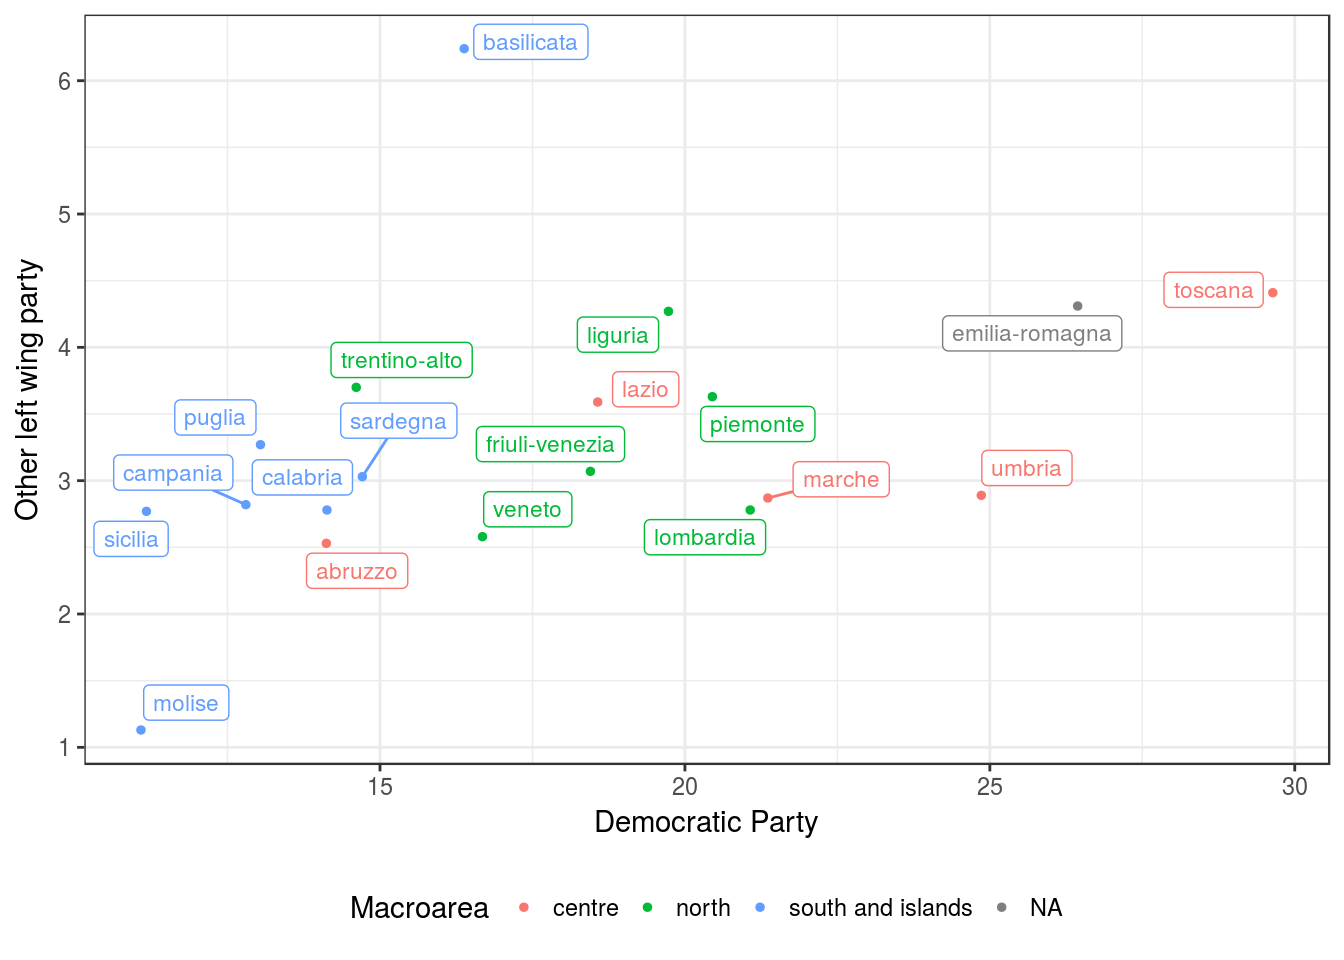 basilicata
6
5
toscana
emilia-romagna
liguria
4
trentino-alto
lazio
puglia
sardegna
piemonte
friuli-venezia
umbria
campania
calabria
marche
3
veneto
sicilia
lombardia
abruzzo
2
molise
1
Other left wing party
15
20
25
30
Democratic Party
Macroarea centre north south and islands NA